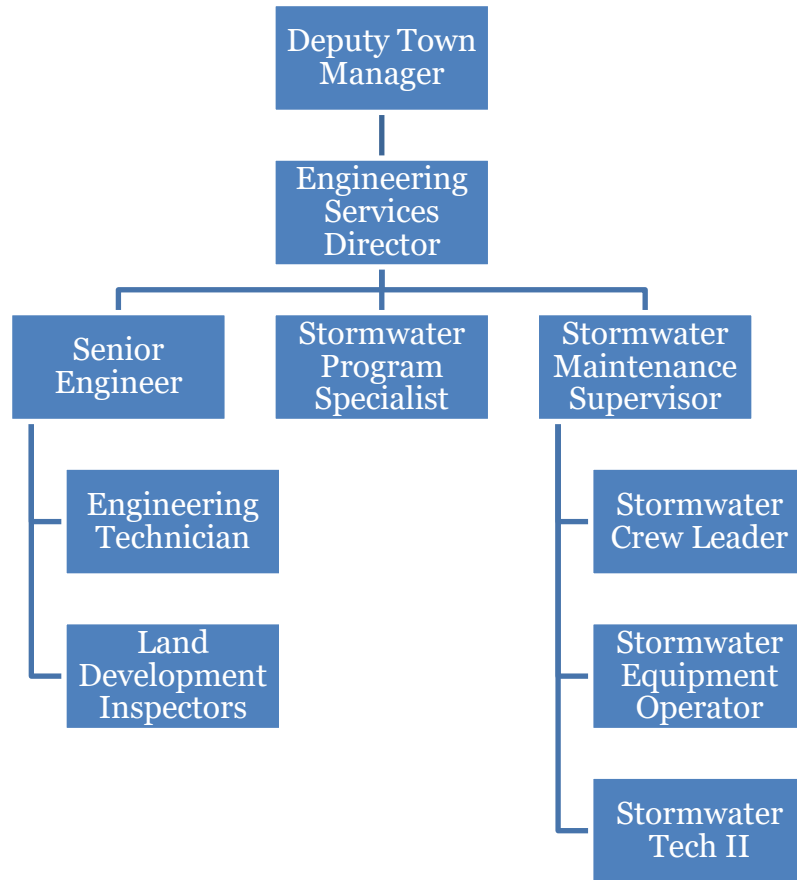 Deputy Town
Manager
Engineering
Services
Director
Senior
Engineer
Stormwater
Program
Specialist
Stormwater
Maintenance
Supervisor
Engineering
Technician
Land
Development
Inspectors
Stormwater
Crew Leader
Stormwater
Equipment
Operator
Stormwater
Tech II